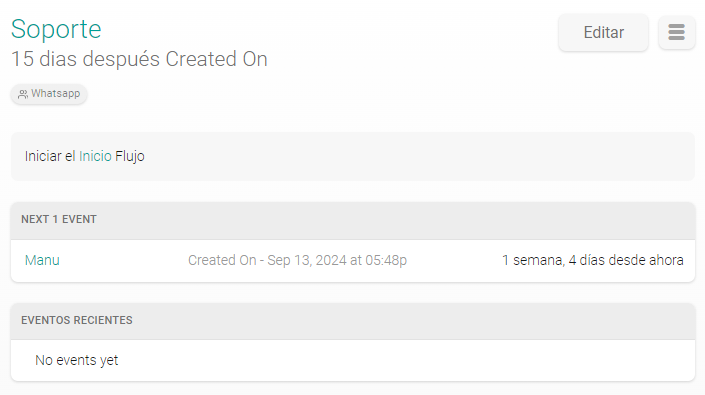 Soporte
Editar
15 dias después Created On
Whatsapp
Iniciar el Inicio Flujo
NEXT 1 EVENT
Manu Created On - Sep 13, 2024 at 05:48p 1 semana, 4 días desde ahora
EVENTOS RECIENTES
No events yet